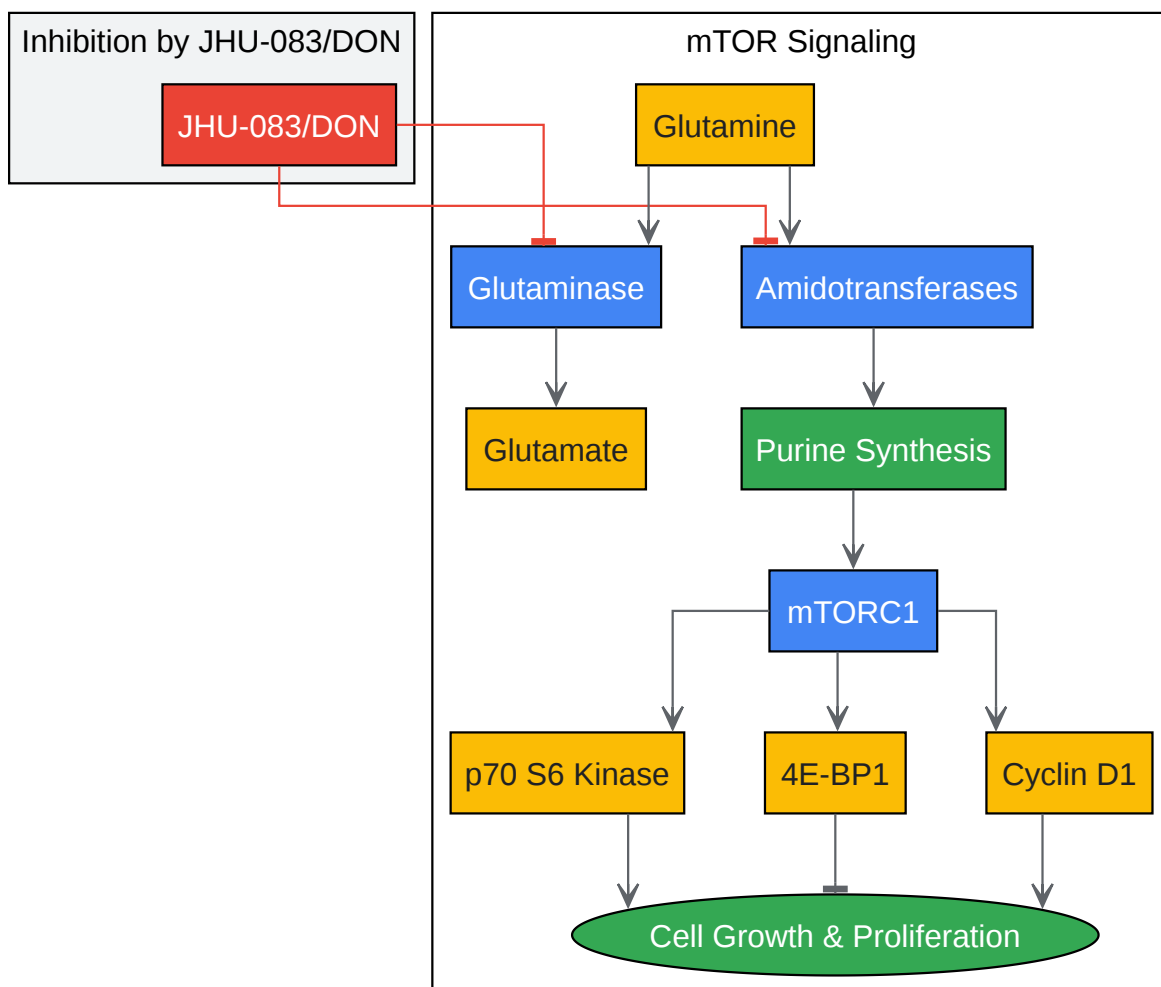 Inhibition by JHU-083/DON
mTOR Signaling
JHU-083/DON
Glutamine
Glutaminase
Amidotransferases
Glutamate
Purine Synthesis
mTORC1
p70 S6 Kinase
4E-BP1
Cyclin D1
Cell Growth & Proliferation